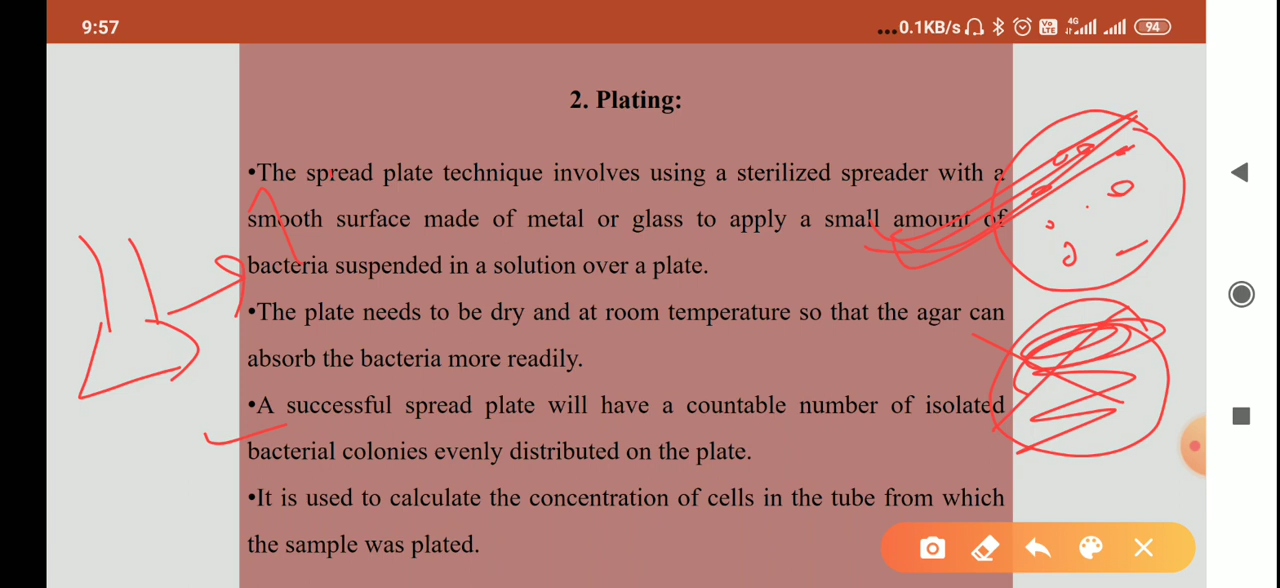 9:57
...0.1KB/s Vo LTE 4G 94
2. Plating:
•The spread plate technique involves using a sterilized spreader with a
smooth surface made of metal or glass to apply a small amount of
bacteria suspended in a solution over a plate.
•The plate needs to be dry and at room temperature so that the agar can
absorb the bacteria more readily.
•A successful spread plate will have a countable number of isolated
bacterial colonies evenly distributed on the plate.
•It is used to calculate the concentration of cells in the tube from which
the sample was plated.